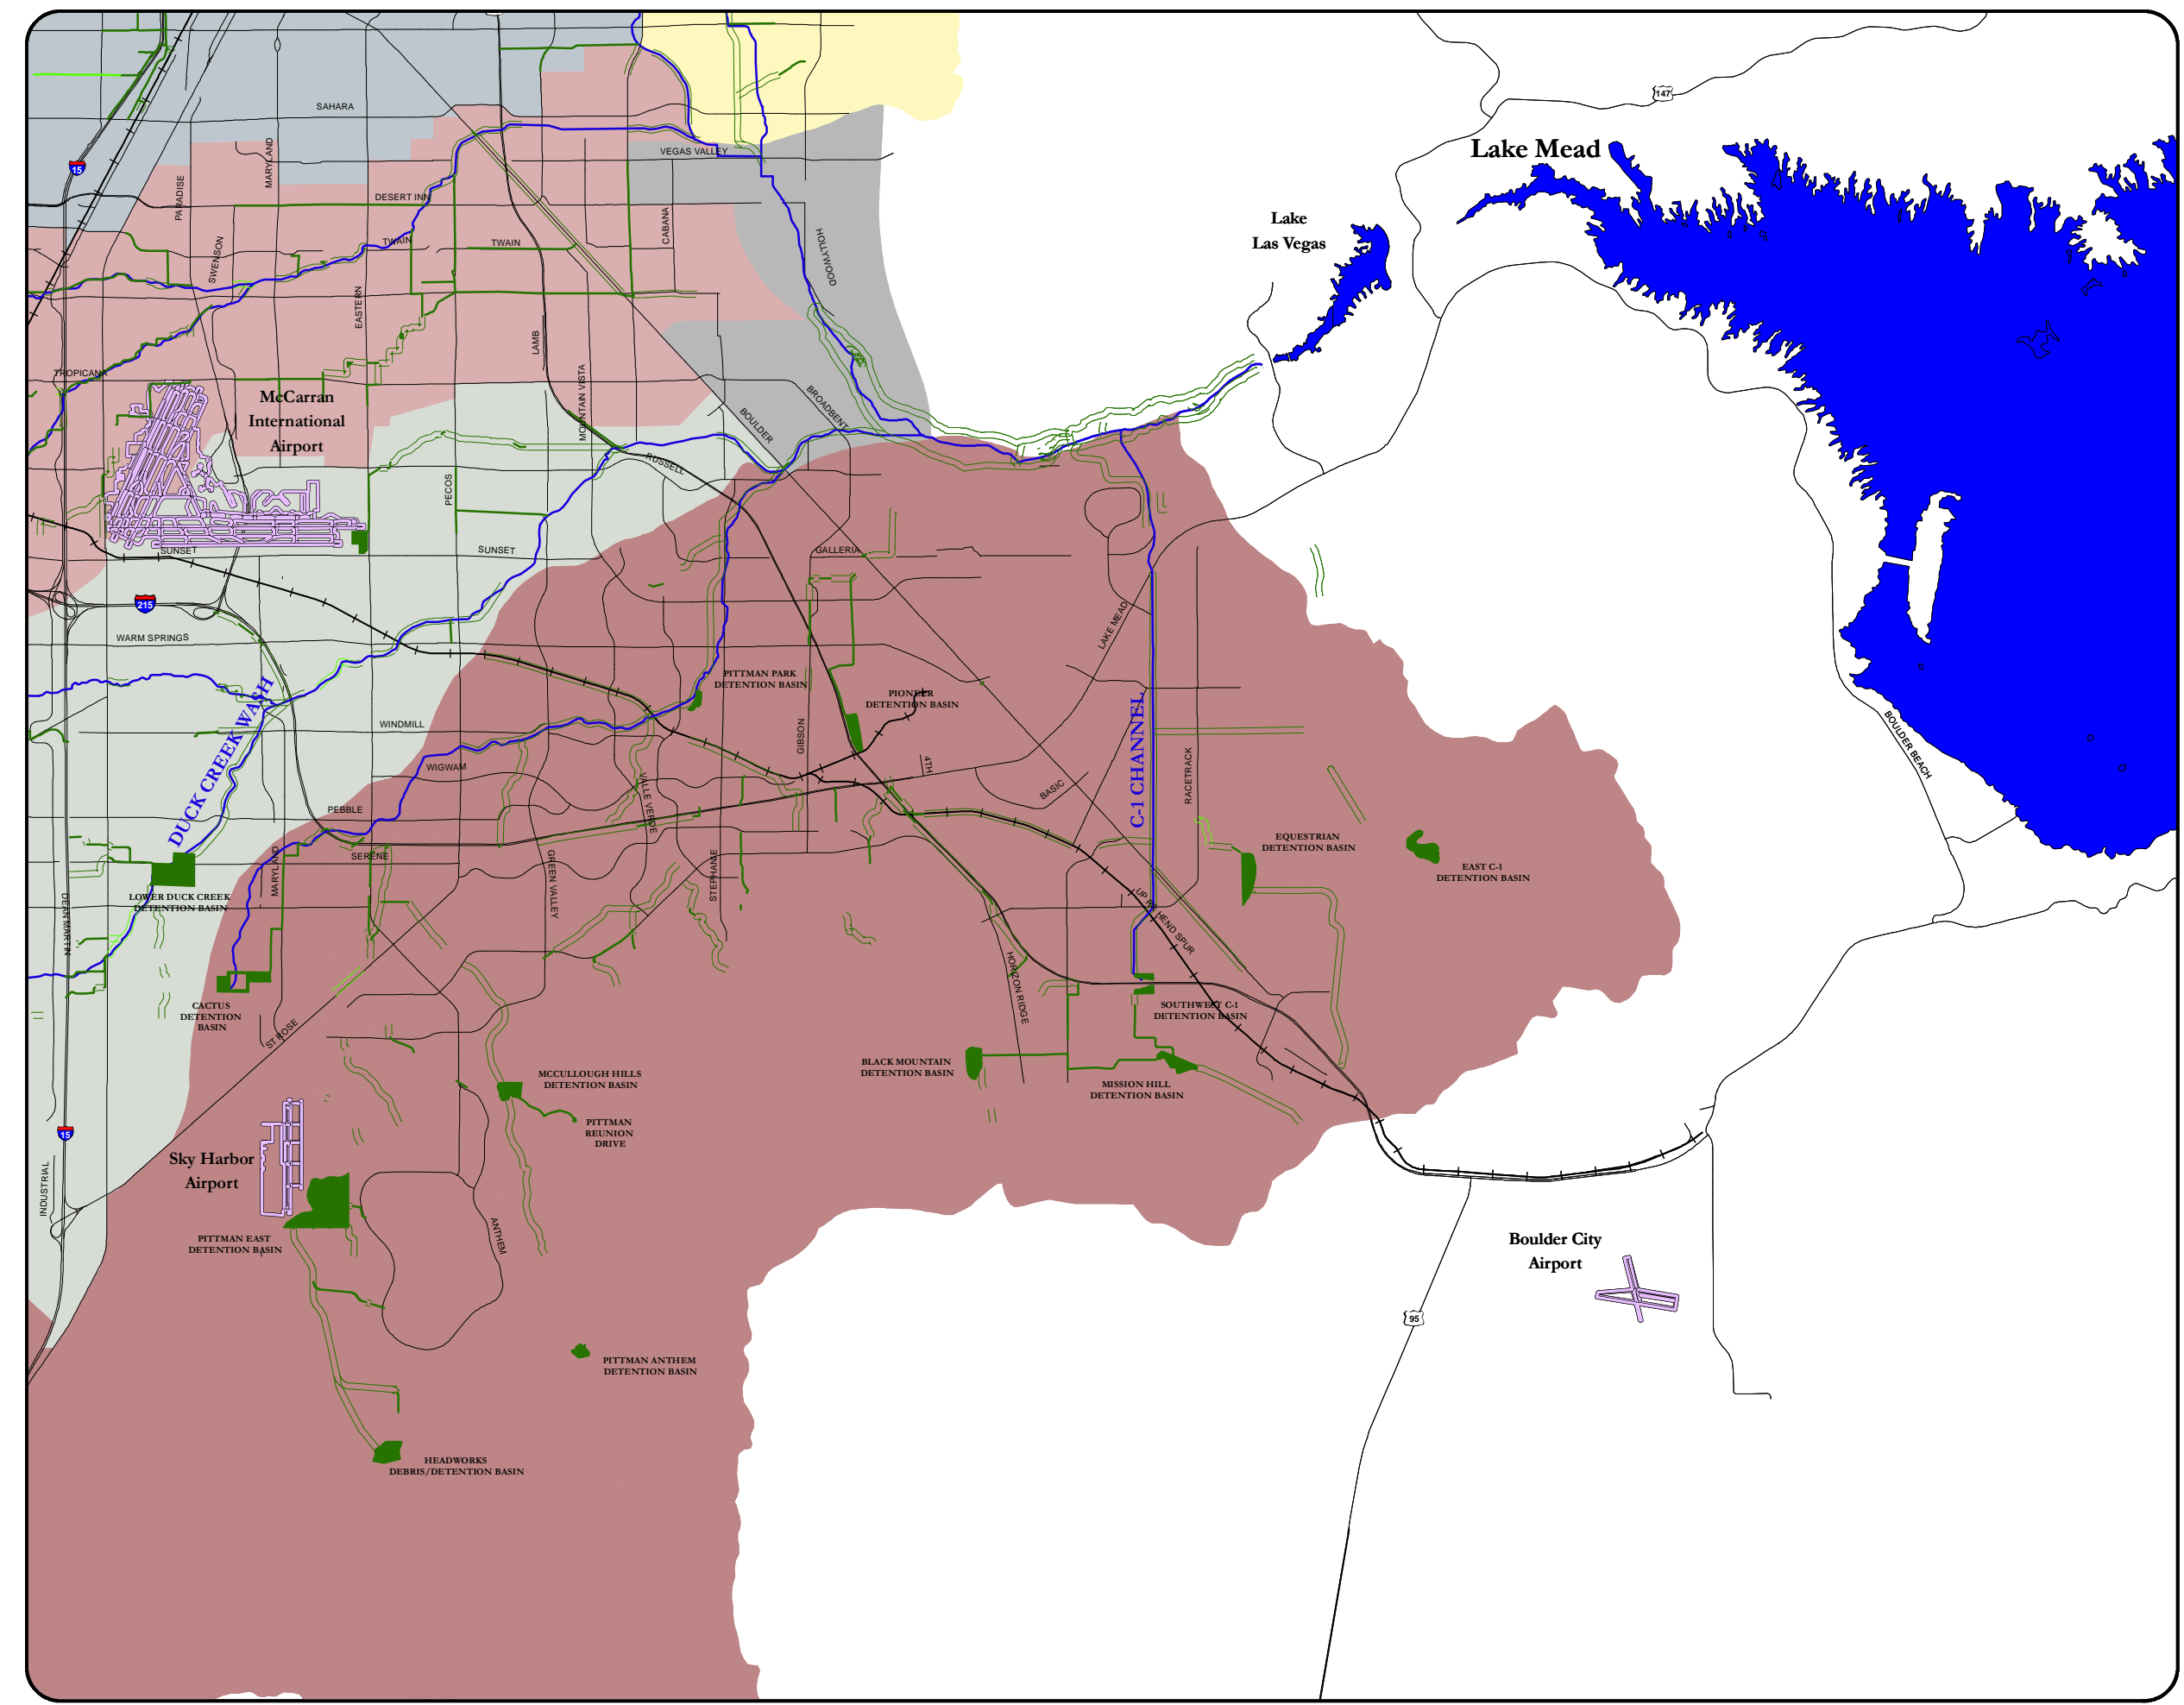 SAHARA
147
Lake Mead
VEGAS VALLEY
MARYLAND
15
PARADISE
DESERT INN
Lake
Las Vegas
CABANA
TWAIN
TWAIN
SWENSON
HOLLYWOOD
EASTERN
LAMB
TROPICANA
MOUNTAIN VISTA
McCarran
International
Airport
BROADBENT
BOULDER
RUSSELL
PECOS
SUNSET
SUNSET
GALLERIA
215
LAKE MEAD
WARM SPRINGS
PITTMAN PARK
DETENTION BASIN
PIONEER
DETENTION BASIN
DUCK CREEK WASH
WINDMILL
GIBSON
C-1 CHANNEL
BOULDER BEACH
RACETRACK
WIGWAM
4TH
VALLE VERDE
BASIC
PEBBLE
EQUESTRIAN
DETENTION BASIN
SERENE
MARYLAND
GREEN VALLEY
STEPHANIE
EAST C-1
DETENTION BASIN
LOWER DUCK CREEK
DETENTION BASIN
DEAN MARTIN
UP RR HEND SPUR
HORIZON RIDGE
CACTUS
DETENTION
BASIN
ST ROSE
SOUTHWEST C-1
DETENTION BASIN
BLACK MOUNTAIN
DETENTION BASIN
MCCULLOUGH HILLS
DETENTION BASIN
MISSION HILL
DETENTION BASIN
PITTMAN
REUNION
DRIVE
15
Sky Harbor
Airport
INDUSTRIAL
ANTHEM
PITTMAN EAST
DETENTION BASIN
Boulder City
Airport
95
PITTMAN ANTHEM
DETENTION BASIN
HEADWORKS
DEBRIS/DETENTION BASIN